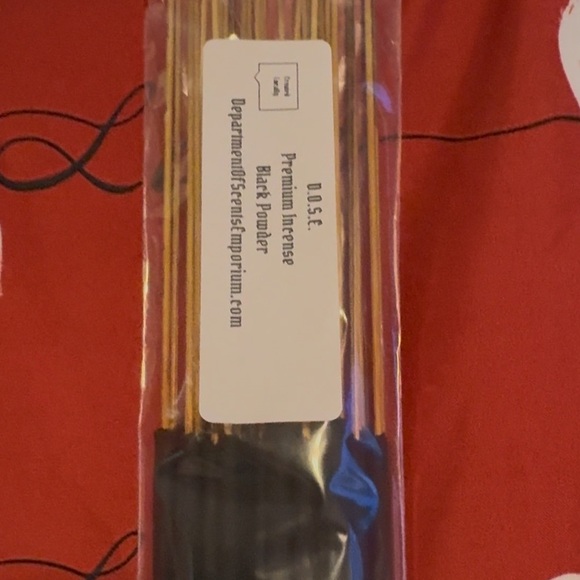 D.O.S.E.
Premium Incense
Black Powder
DepartmentOfScentsEmporium.com